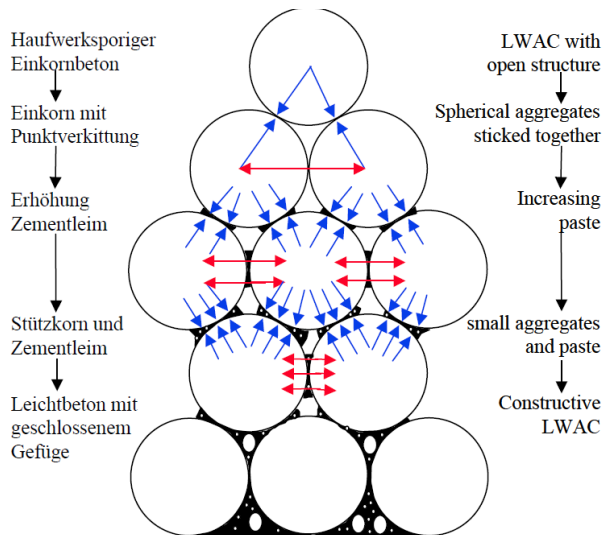 Haufwerksporiger
Einkornbeton
Einkorn mit
Punktverkittung
Erhöhung
Zementleim
Stützkorn und
Zementleim
Leichtbeton mit
geschlossenem
Gefüge
LWAC with
open structure
Spherical aggregates
sticked together
Increasing
paste
small aggregates
and paste
Constructive
LWAC